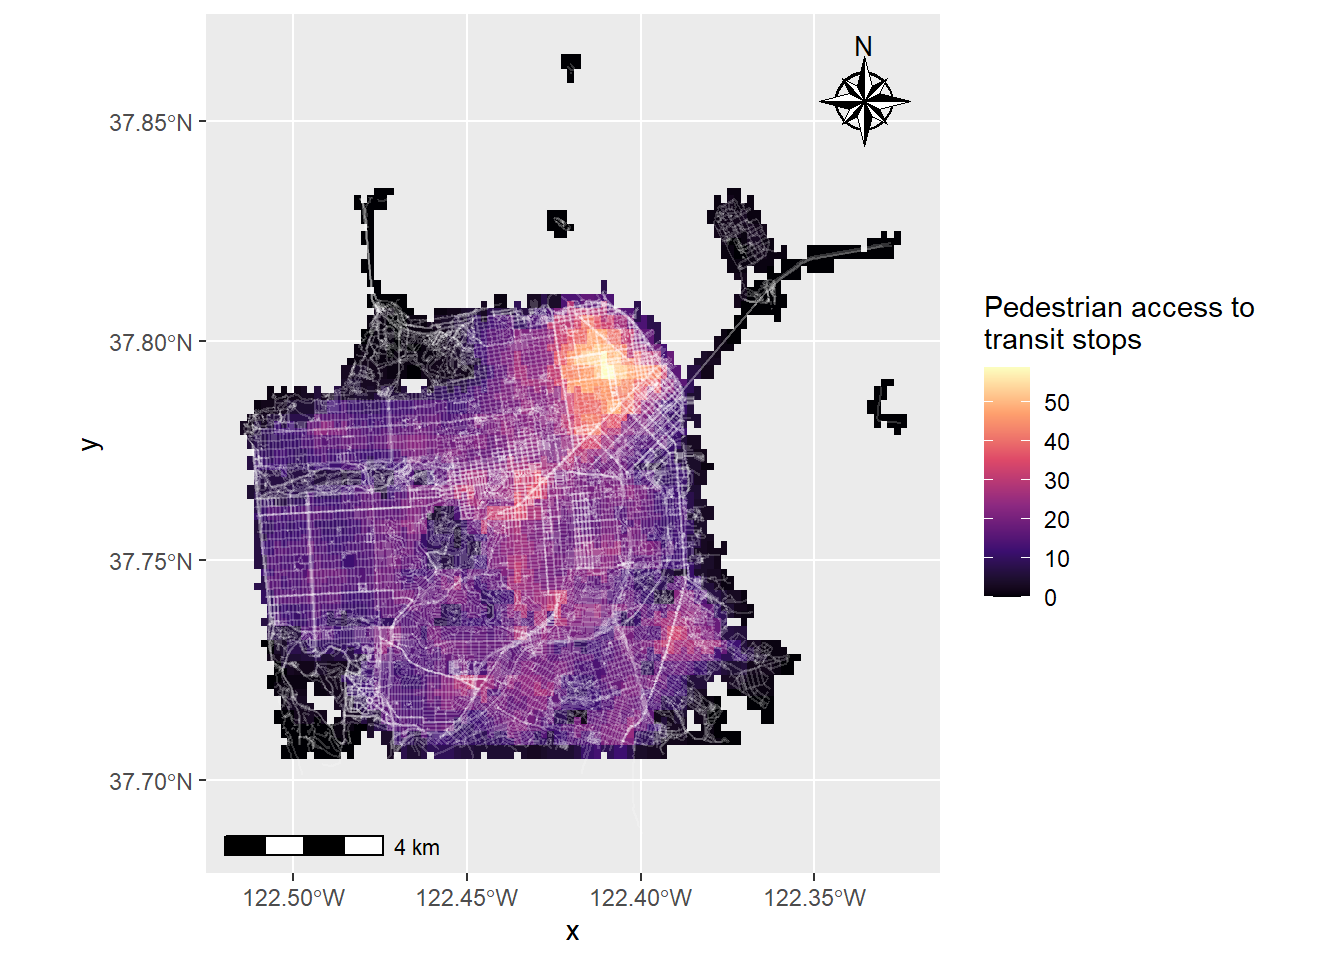 N
37.85°N
37.80°N
37.75°N
37.70°N
y
4 km
122.50°W
122.45°W
122.40°W
122.35°W
x
Pedestrian access to
transit stops
50
40
30
20
10
0